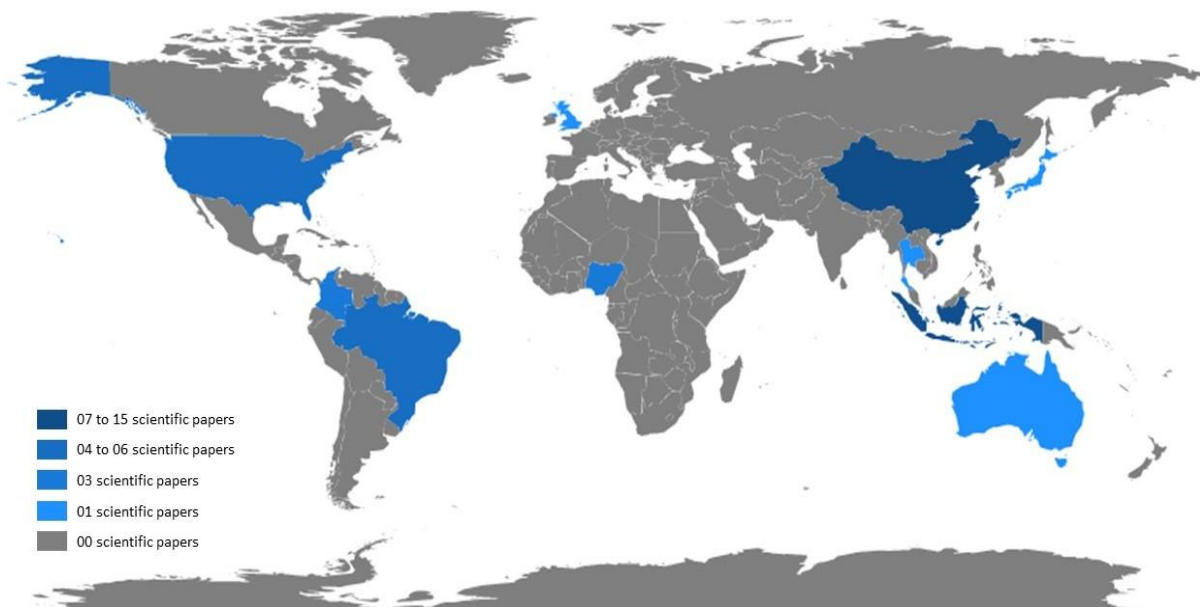 07 to 15 scientific papers
04 to 06 scientific papers
03 scientific papers
01 scientific papers
00 scientific papers